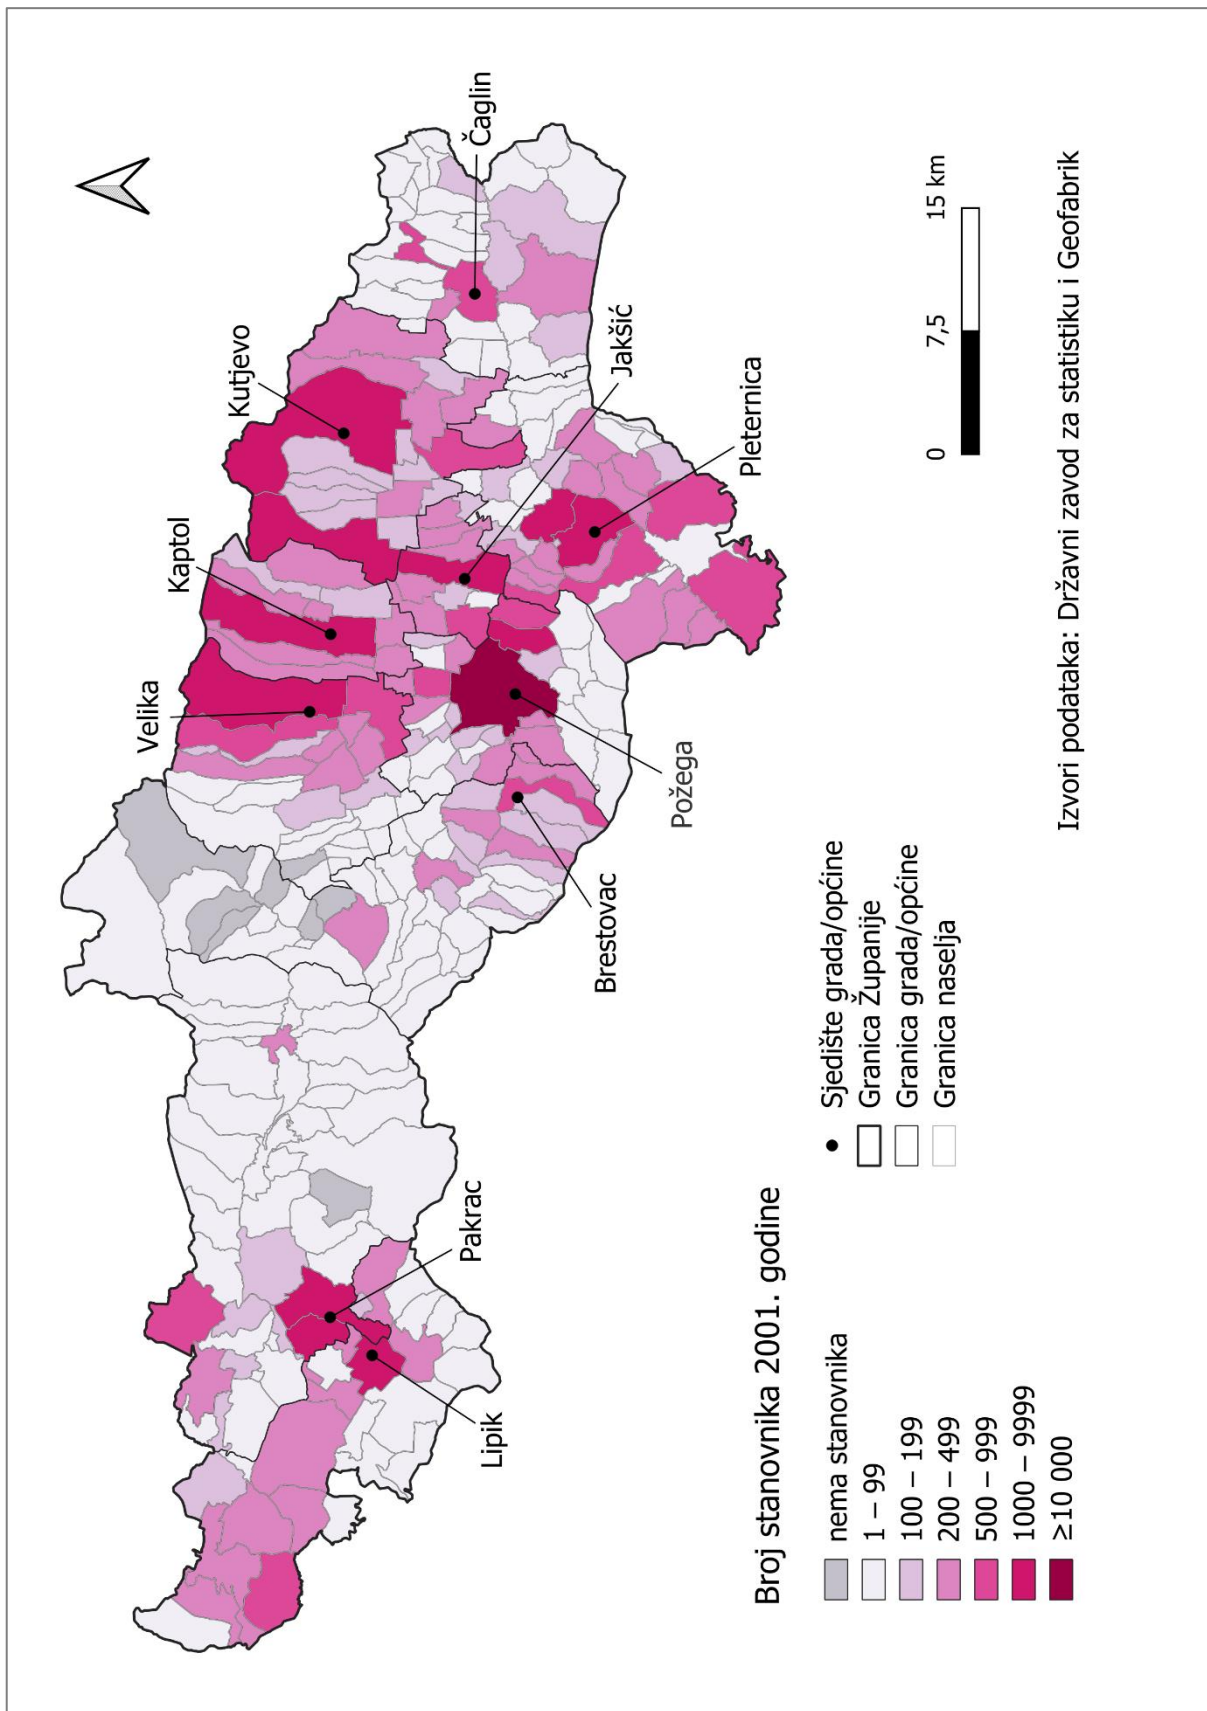 Velika
Kaptol
Kutjevo
Čaglin
Jakšić
Pleternica
Požega
Brestovac
Pakrac
Lipik
Broj stanovnika 2001. godine
nema stanovnika
1 – 99
100 – 199
200 – 499
500 – 999
1000 – 9999
≥10 000
Sjedište grada/općine
Granica Županije
Granica grada/općine
Granica naselja
0 7,5 15 km
Izvori podataka: Državni zavod za statistiku i Geofabrik